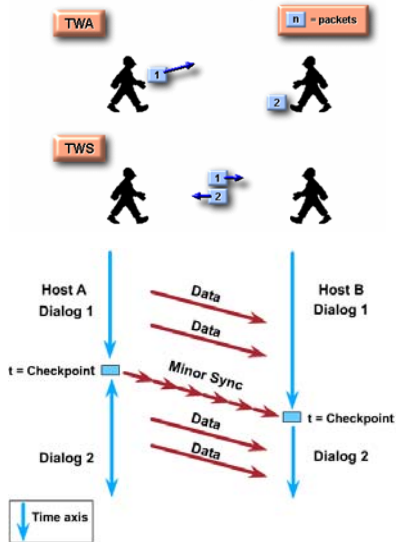 TWA
n = packets
1
2
TWS
1
2
Host A
Dialog 1
Data
Host B
Dialog 1
Data
t = Checkpoint
Minor Sync
t = Checkpoint
Data
Dialog 2
Data
Dialog 2
Time axis